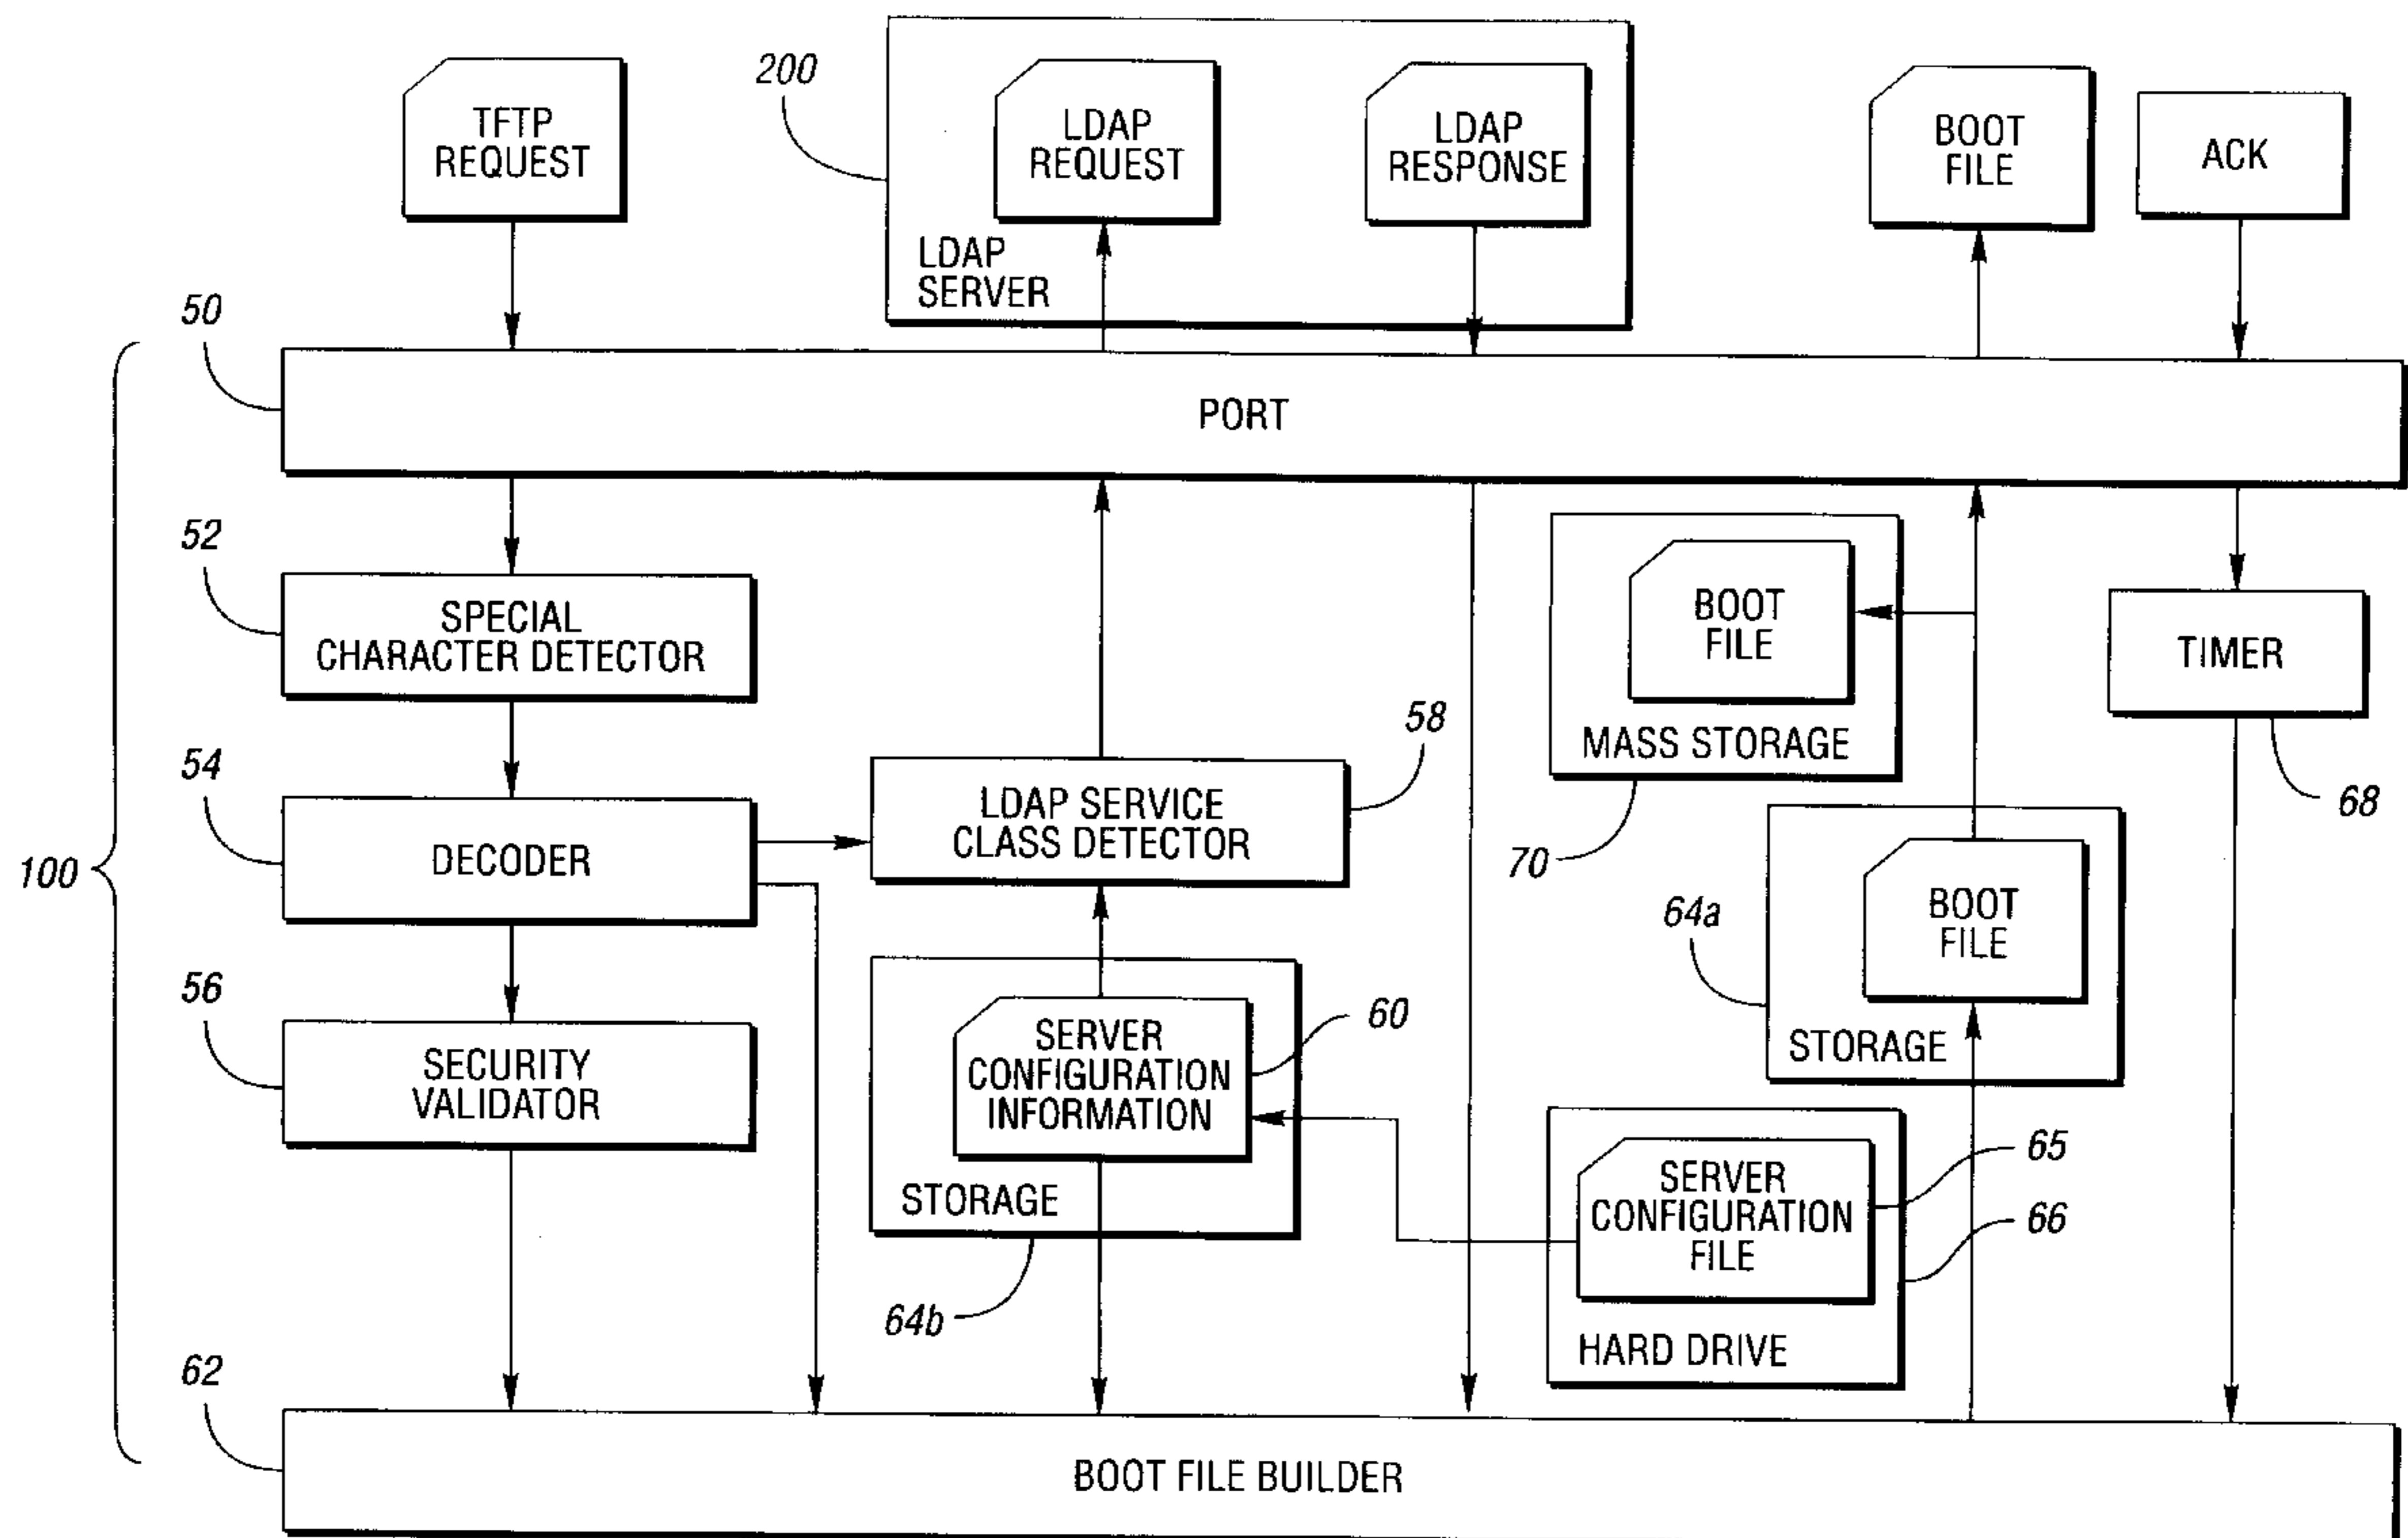 TFTP
REQUEST
200
LDAP
REQUEST
LDAP
RESPONSE
LDAP
SERVER
BOOT
FILE
ACK
50
PORT
52
SPECIAL
CHARACTER DETECTOR
BOOT
FILE
MASS STORAGE
70
TIMER
68
54
DECODER
58
LDAP SERVICE
CLASS DETECTOR
100
64a
BOOT
FILE
STORAGE
56
SECURITY
VALIDATOR
60
SERVER
CONFIGURATION
INFORMATION
STORAGE
64b
65
SERVER
CONFIGURATION
FILE
66
HARD DRIVE
62
BOOT FILE BUILDER